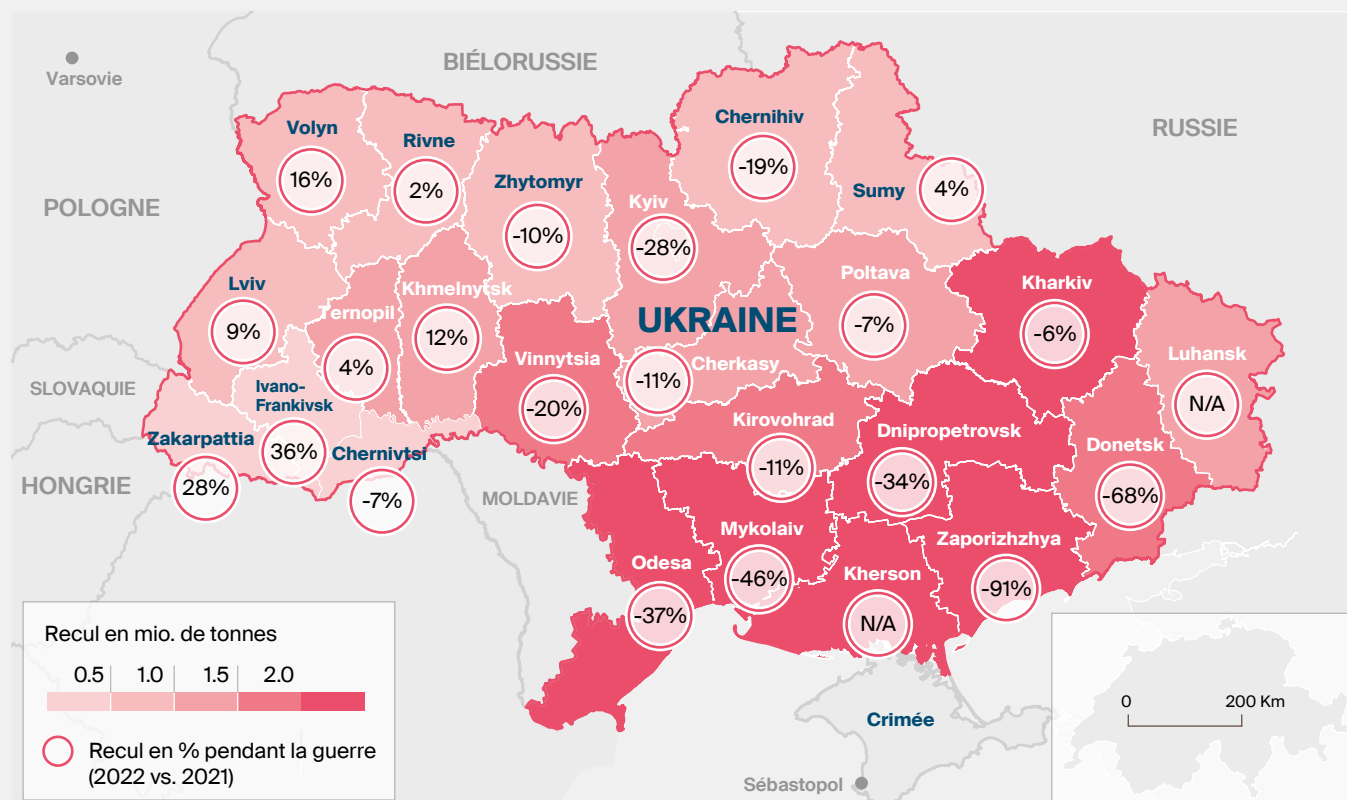 Varsovie
BIÉLORUSSIE
RUSSIE
POLOGNE
SLOVAQUIE
HONGRIE
MOLDAVIE
UKRAINE
Volyn
16%
Rivne
2%
Zhytomyr
-10%
Kyiv
-28%
Chernihiv
-19%
Sumy
4%
Lviv
9%
Ternopil
4%
Khmelnytsk
12%
Vinnytsia
-20%
Cherkasy
-11%
Poltava
-7%
Kharkiv
-6%
Luhansk
N/A
Ivano-
Frankivsk
36%
Zakarpattia
28%
Chernivtsi
-7%
Kirovohrad
-11%
Dnipropetrovsk
-34%
Donetsk
-68%
Odesa
-37%
Mykolaiv
-46%
Kherson
N/A
Zaporizhzhya
-91%
Crimée
Sébastopol
Recul en mio. de tonnes
0.5 1.0 1.5 2.0
Recul en % pendant la guerre
(2022 vs. 2021)
0 200 Km